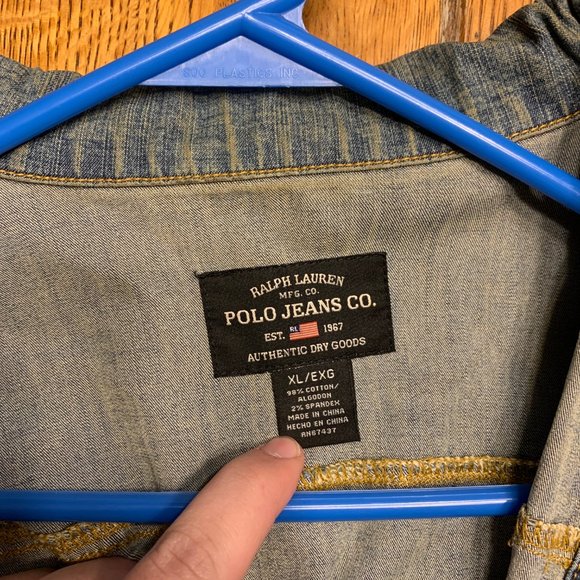 SOO PLASTICS INC
RALPH LAUREN
MFG. CO.
POLO JEANS CO.
EST. RL 1967
AUTHENTIC DRY GOODS
XL/EXG
98% COTTON/
ALGODON
2% SPANDEX
MADE IN CHINA
HECHO EN CHINA
RN67437